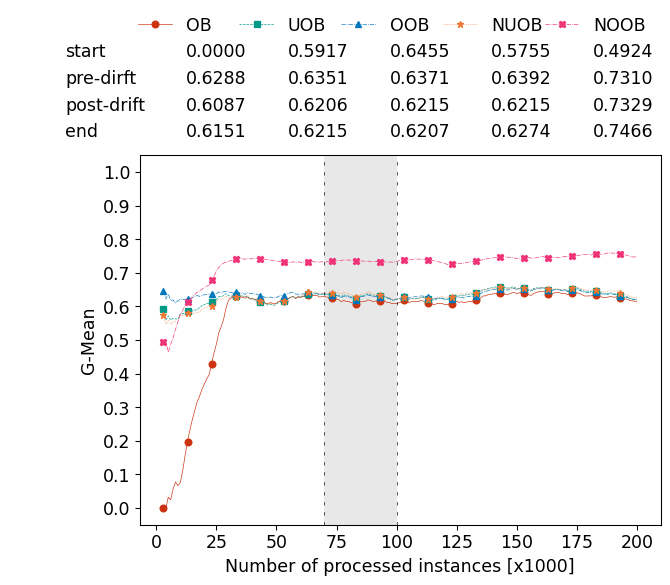 OB UOB OOB NUOB NOOB
start 0.0000 0.5917 0.6455 0.5755 0.4924
pre-dirft 0.6288 0.6351 0.6371 0.6392 0.7310
post-drift 0.6087 0.6206 0.6215 0.6215 0.7329
end 0.6151 0.6215 0.6207 0.6274 0.7466
1.0
0.9
0.8
0.7
0.6
0.5
0.4
0.3
0.2
0.1
0.0
G-Mean
0 25 50 75 100 125 150 175 200
Number of processed instances [x1000]